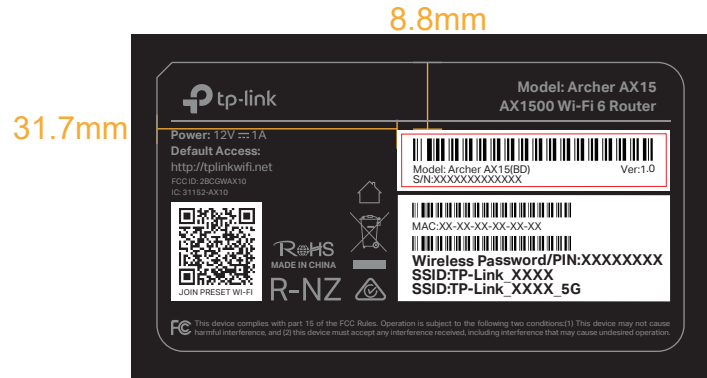 8.8mm
31.7mm
tp-link
Model: Archer AX15
AX1500 Wi-Fi 6 Router
Power: 12V ⎓ 1A
Default Access:
http://tplinkwifi.net
FCC ID: 2BCGWAX10
IC: 31152-AX10
Model: Archer AX15(BD) Ver:1.0
S/N:XXXXXXXXXXXXX
MAC:XX-XX-XX-XX-XX-XX
Wireless Password/PIN:XXXXXXXX
SSID:TP-Link_XXXX
SSID:TP-Link_XXXX_5G
JOIN PRESET WI-FI
RoHS
MADE IN CHINA
R-NZ
FC This device complies with part 15 of the FCC Rules. Operation is subject to the following two conditions:(1) This device may not cause
harmful interference, and (2) this device must accept any interference received, including interference that may cause undesired operation.